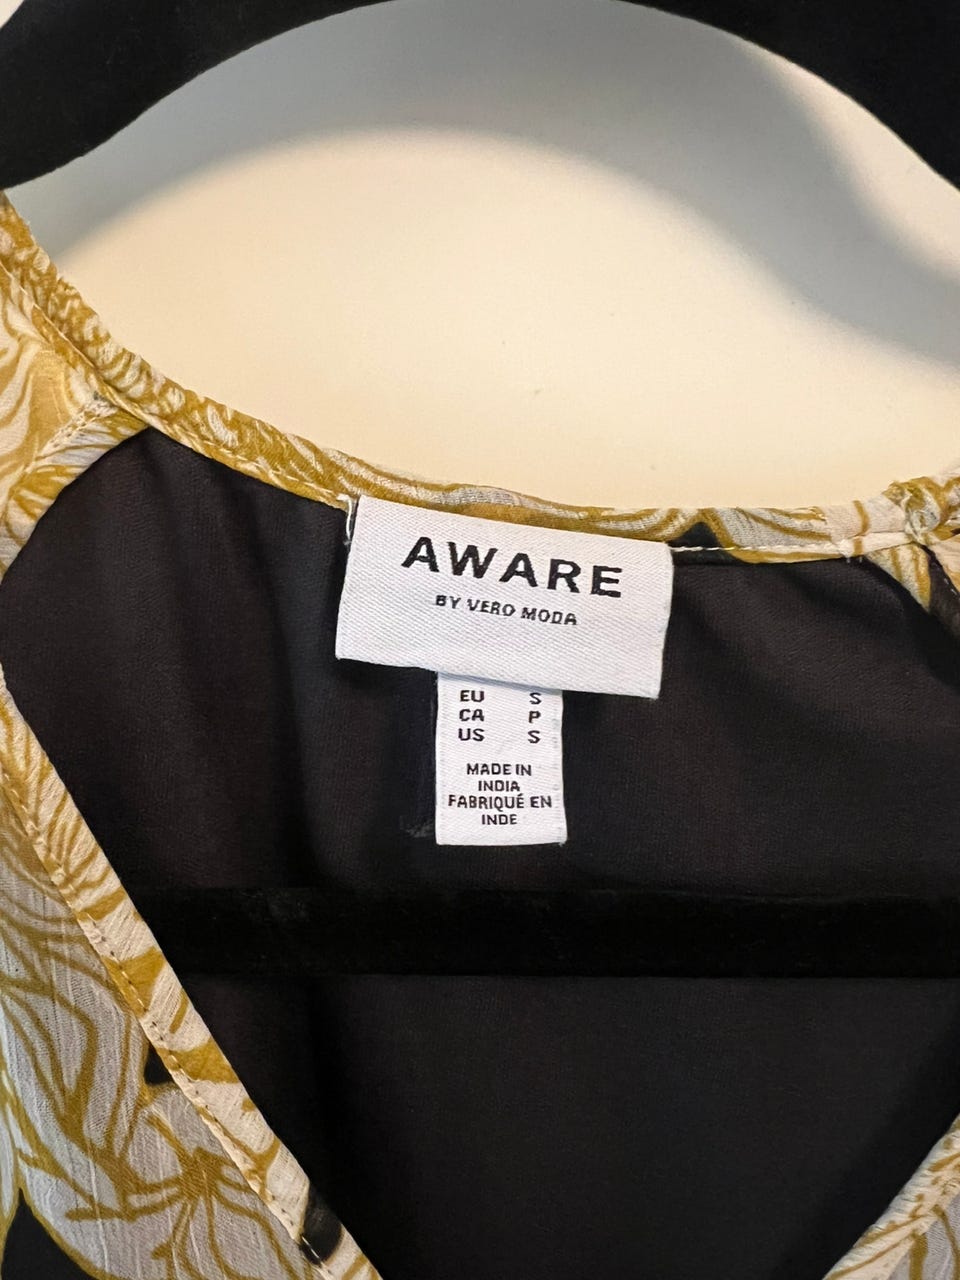 AWARE
BY VERO MODA
EU S
CA P
US S
MADE IN
INDIA
FABRIQUÉ EN
INDE